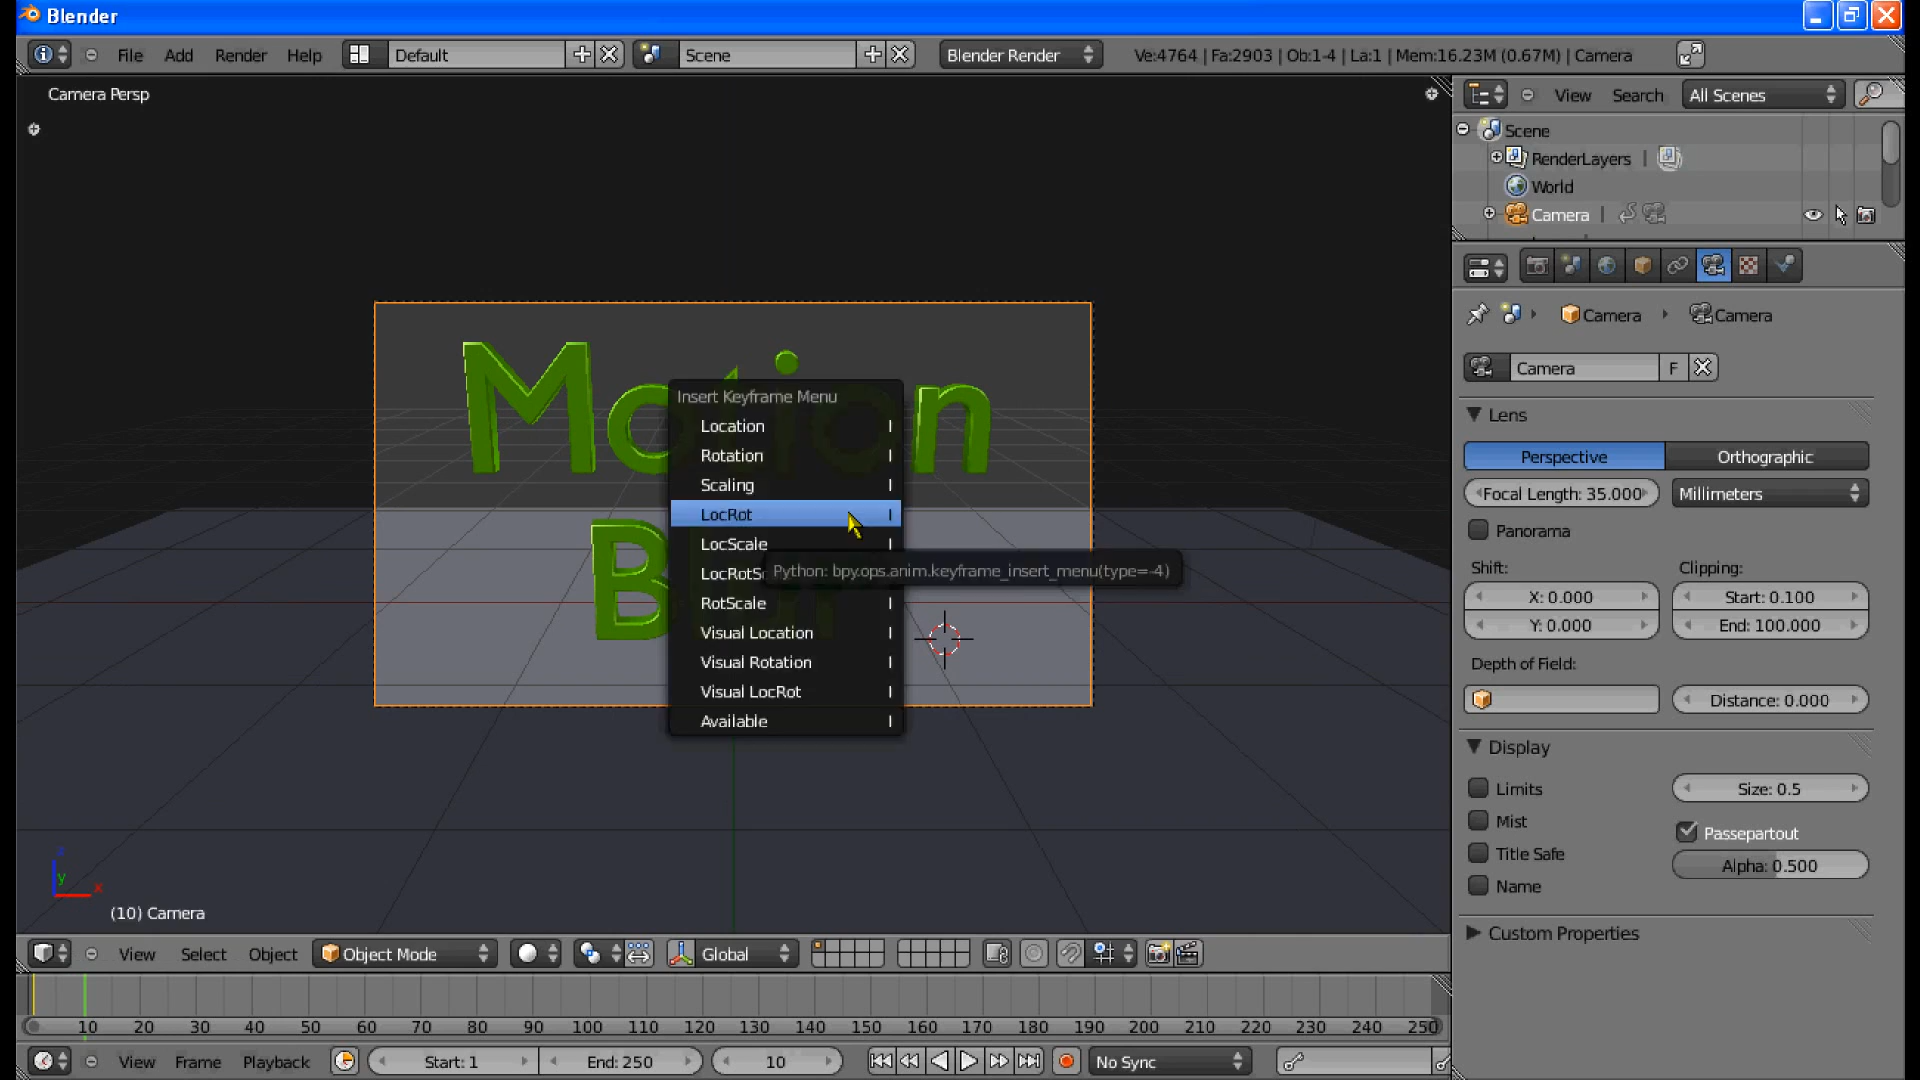 Blender
File Add Render Help Default Scene Blender Render Ve:4764 | Fa:2903 | Ob:1-4 | La:1 | Mem:16.23M (0.67M) | Camera
Camera Persp
View Search All Scenes
Scene
RenderLayers
World
Camera
Camera Camera
Camera F
Lens
Perspective Orthographic
Focal Length: 35.000 Millimeters
Panorama
Shift: Clipping:
X: 0.000 Start: 0.100
Y: 0.000 End: 100.000
Depth of Field:
Distance: 0.000
Display
Limits Size: 0.5
Mist Passepartout
Title Safe Alpha: 0.500
Name
Custom Properties
Motion
Insert Keyframe Menu
Location I
Rotation I
Scaling I
LocRot I
LocScale I
LocRotSc
Python: bpy.ops.anim.keyframe_insert_menu(type=-4)
RotScale I
Visual Location I
Visual Rotation I
Visual LocRot I
Available I
z
y x
(10) Camera
View Select Object Object Mode Global
10 20 30 40 50 60 70 80 90 100 110 120 130 140 150 160 170 180 190 200 210 220 230 240 250
View Frame Playback Start: 1 End: 250 10 No Sync